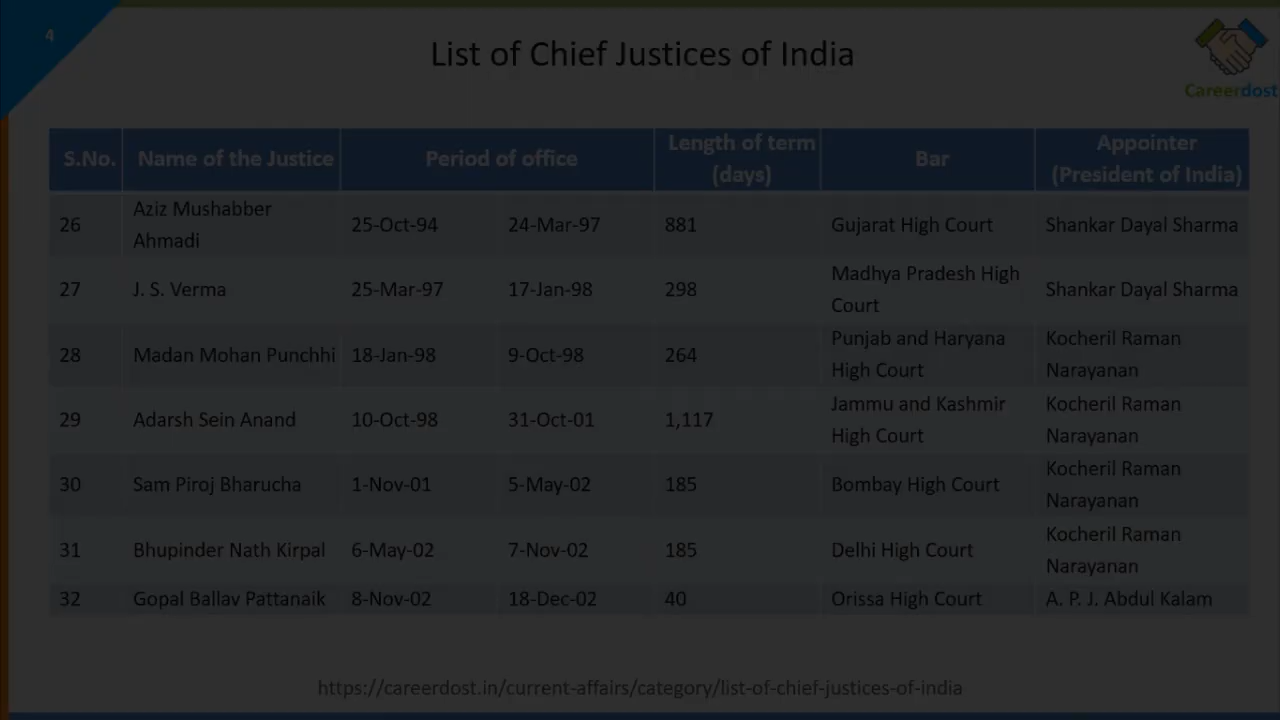 4
List of Chief Justices of India
Careerdost
S.No. Name of the Justice Period of office Length of term (days) Bar Appointer (President of India)
26 Aziz Mushabber Ahmadi 25-Oct-94 24-Mar-97 881 Gujarat High Court Shankar Dayal Sharma
27 J. S. Verma 25-Mar-97 17-Jan-98 298 Madhya Pradesh High Court Shankar Dayal Sharma
28 Madan Mohan Punchhi 18-Jan-98 9-Oct-98 264 Punjab and Haryana High Court Kocheril Raman Narayanan
29 Adarsh Sein Anand 10-Oct-98 31-Oct-01 1,117 Jammu and Kashmir High Court Kocheril Raman Narayanan
30 Sam Piroj Bharucha 1-Nov-01 5-May-02 185 Bombay High Court Kocheril Raman Narayanan
31 Bhupinder Nath Kirpal 6-May-02 7-Nov-02 185 Delhi High Court Kocheril Raman Narayanan
32 Gopal Ballav Pattanaik 8-Nov-02 18-Dec-02 40 Orissa High Court A. P. J. Abdul Kalam
https://careerdost.in/current-affairs/category/list-of-chief-justices-of-india